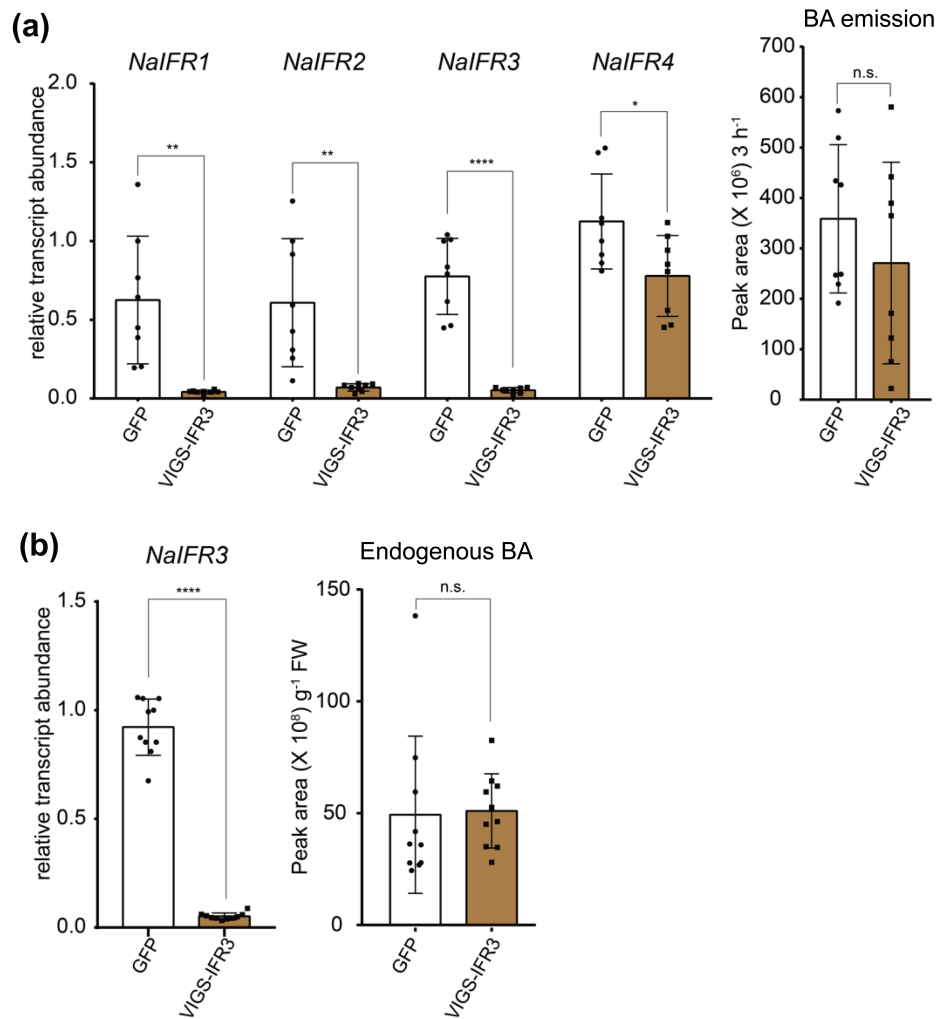 (a)
BA emission
NaIFR1 NaIFR2 NaIFR3 NaIFR4
relative transcript abundance
2.0
1.5
1.0
0.5
0.0
** ** **** *
GFP VIGS-IFR3 GFP VIGS-IFR3 GFP VIGS-IFR3 GFP VIGS-IFR3
Peak area (X 10⁶) 3 h⁻¹
700
600
500
400
300
200
100
0
n.s.
GFP VIGS-IFR3
(b)
NaIFR3
relative transcript abundance
1.5
1.0
0.5
0.0
****
GFP VIGS-IFR3
Endogenous BA
Peak area (X 10⁸) g⁻¹ FW
150
100
50
0
n.s.
GFP VIGS-IFR3